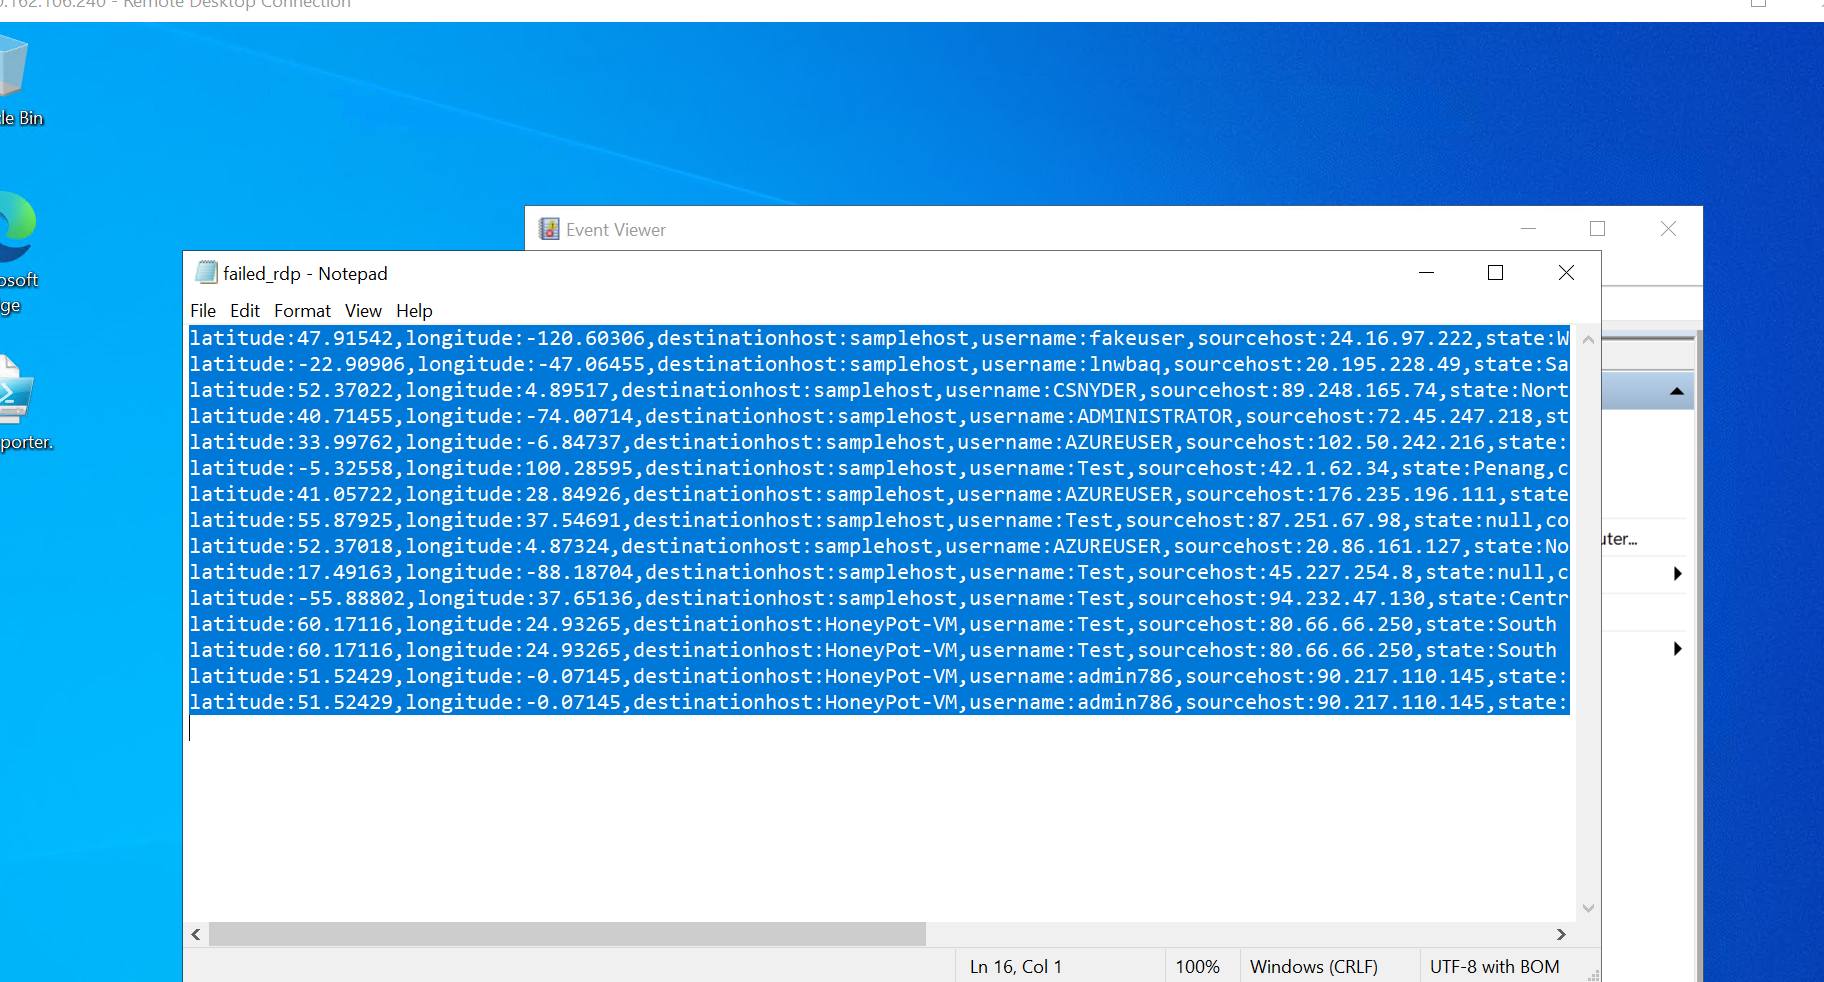 0.162.106.240 - Remote Desktop Connection
le Bin
Event Viewer
osoft
ge
failed_rdp - Notepad
File Edit Format View Help
latitude:47.91542,longitude:-120.60306,destinationhost:samplehost,username:fakeuser,sourcehost:24.16.97.222,state:W
latitude:-22.90906,longitude:-47.06455,destinationhost:samplehost,username:lnwbaq,sourcehost:20.195.228.49,state:Sa
latitude:52.37022,longitude:4.89517,destinationhost:samplehost,username:CSNYDER,sourcehost:89.248.165.74,state:Nort
latitude:40.71455,longitude:-74.00714,destinationhost:samplehost,username:ADMINISTRATOR,sourcehost:72.45.247.218,st
latitude:33.99762,longitude:-6.84737,destinationhost:samplehost,username:AZUREUSER,sourcehost:102.50.242.216,state:
latitude:-5.32558,longitude:100.28595,destinationhost:samplehost,username:Test,sourcehost:42.1.62.34,state:Penang,c
latitude:41.05722,longitude:28.84926,destinationhost:samplehost,username:AZUREUSER,sourcehost:176.235.196.111,state
latitude:55.87925,longitude:37.54691,destinationhost:samplehost,username:Test,sourcehost:87.251.67.98,state:null,co
latitude:52.37018,longitude:4.87324,destinationhost:samplehost,username:AZUREUSER,sourcehost:20.86.161.127,state:No
latitude:17.49163,longitude:-88.18704,destinationhost:samplehost,username:Test,sourcehost:45.227.254.8,state:null,c
latitude:-55.88802,longitude:37.65136,destinationhost:samplehost,username:Test,sourcehost:94.232.47.130,state:Centr
latitude:60.17116,longitude:24.93265,destinationhost:HoneyPot-VM,username:Test,sourcehost:80.66.66.250,state:South
latitude:60.17116,longitude:24.93265,destinationhost:HoneyPot-VM,username:Test,sourcehost:80.66.66.250,state:South
latitude:51.52429,longitude:-0.07145,destinationhost:HoneyPot-VM,username:admin786,sourcehost:90.217.110.145,state:
latitude:51.52429,longitude:-0.07145,destinationhost:HoneyPot-VM,username:admin786,sourcehost:90.217.110.145,state:
porter.
uter...
Ln 16, Col 1 100% Windows (CRLF) UTF-8 with BOM